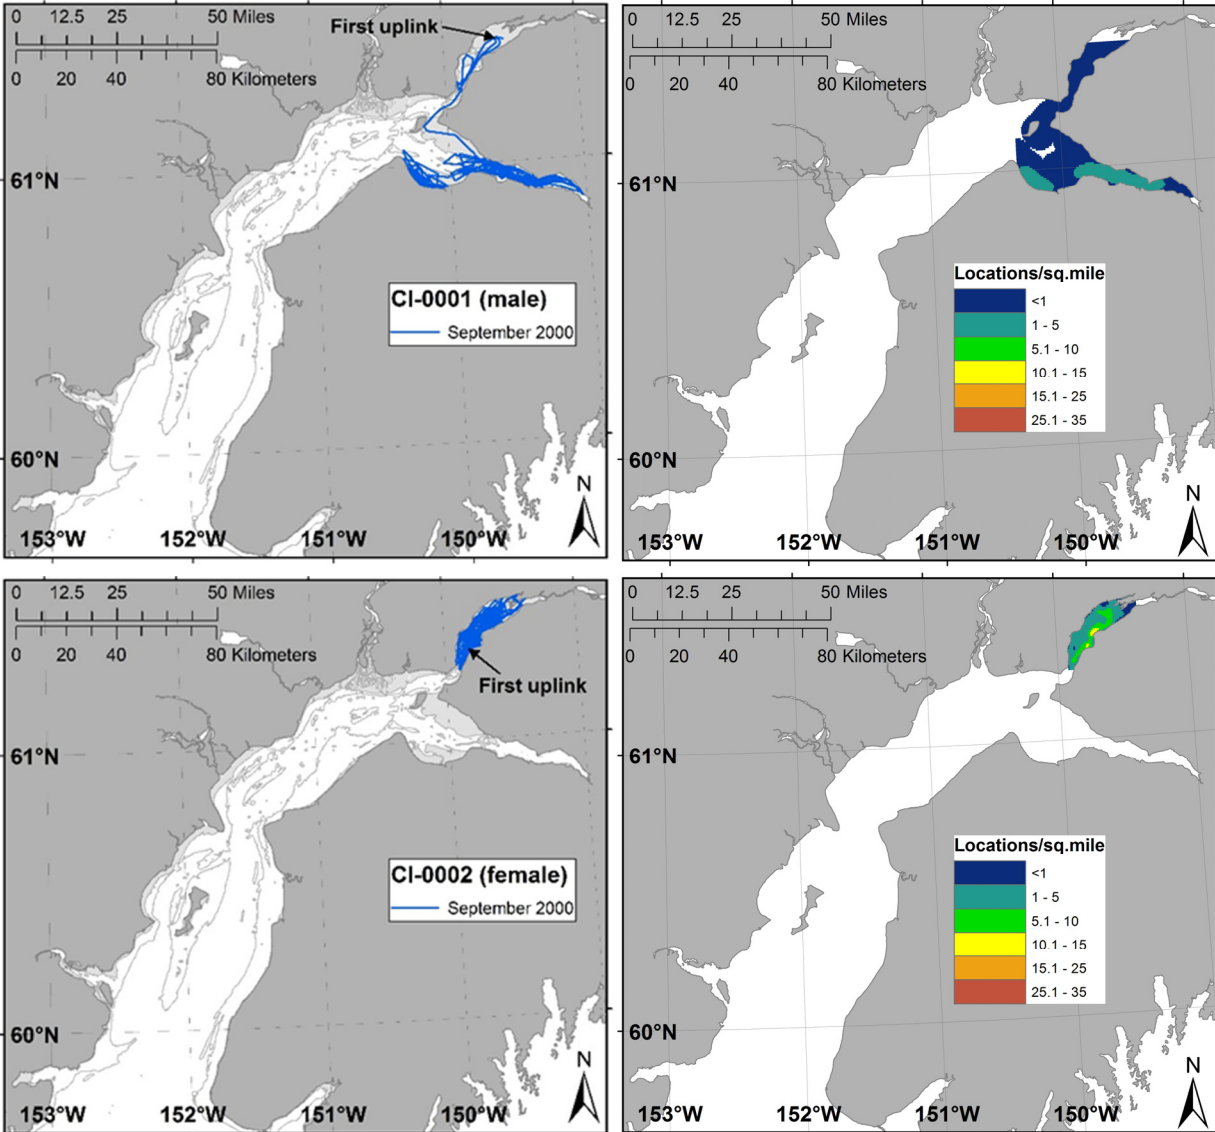 0 12.5 25 50 Miles
0 20 40 80 Kilometers
First uplink
61°N
CI-0001 (male)
September 2000
60°N
N
153°W 152°W 151°W 150°W
0 12.5 25 50 Miles
0 20 40 80 Kilometers
61°N
Locations/sq.mile
<1
1 - 5
5.1 - 10
10.1 - 15
15.1 - 25
25.1 - 35
60°N
N
153°W 152°W 151°W 150°W
0 12.5 25 50 Miles
0 20 40 80 Kilometers
First uplink
61°N
CI-0002 (female)
September 2000
60°N
N
153°W 152°W 151°W 150°W
0 12.5 25 50 Miles
0 20 40 80 Kilometers
61°N
Locations/sq.mile
<1
1 - 5
5.1 - 10
10.1 - 15
15.1 - 25
25.1 - 35
60°N
N
153°W 152°W 151°W 150°W